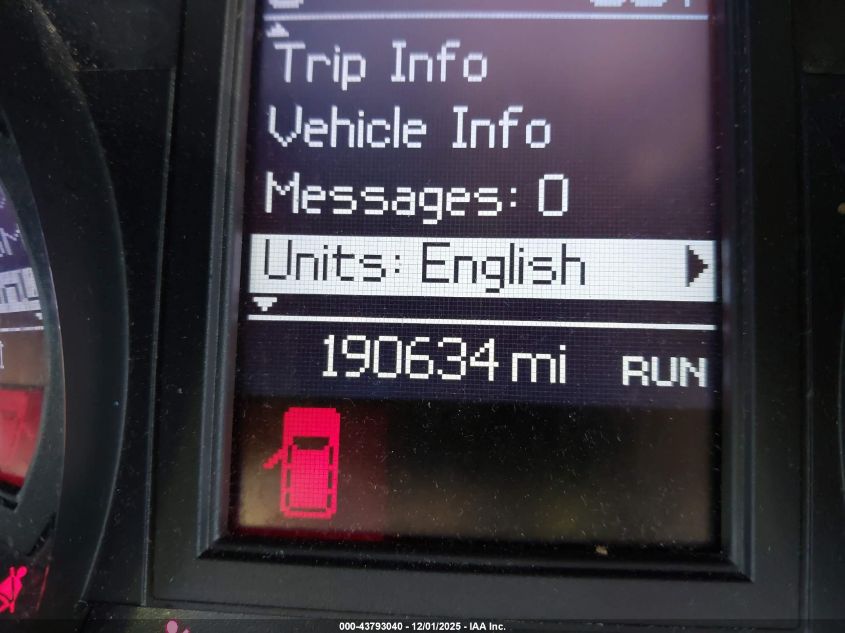 Trip Info
Vehicle Info
Messages: 0
Units: English
190634 mi RUN
000-43793040 - 12/01/2025 - IAA Inc.